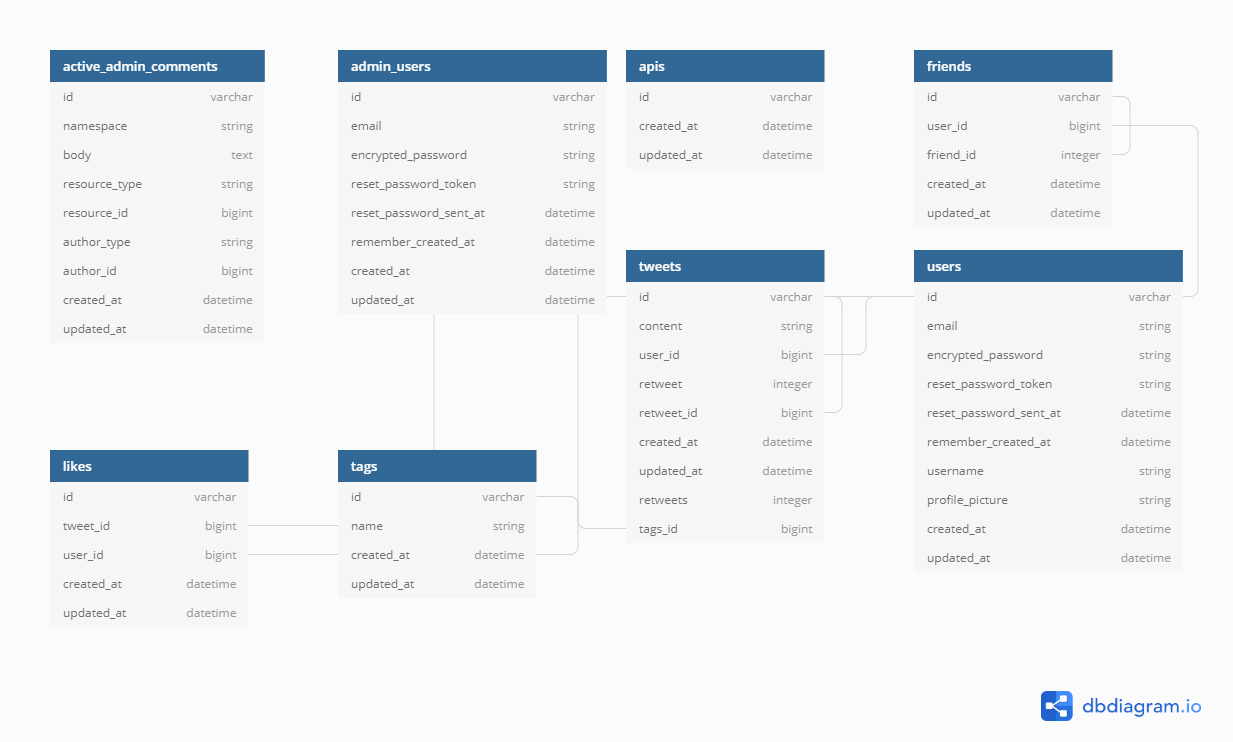 active_admin_comments
id varchar
namespace string
body text
resource_type string
resource_id bigint
author_type string
author_id bigint
created_at datetime
updated_at datetime
admin_users
id varchar
email string
encrypted_password string
reset_password_token string
reset_password_sent_at datetime
remember_created_at datetime
created_at datetime
updated_at datetime
apis
id varchar
created_at datetime
updated_at datetime
friends
id varchar
user_id bigint
friend_id integer
created_at datetime
updated_at datetime
tweets
id varchar
content string
user_id bigint
retweet integer
retweet_id bigint
created_at datetime
updated_at datetime
retweets integer
tags_id bigint
users
id varchar
email string
encrypted_password string
reset_password_token string
reset_password_sent_at datetime
remember_created_at datetime
username string
profile_picture string
created_at datetime
updated_at datetime
likes
id varchar
tweet_id bigint
user_id bigint
created_at datetime
updated_at datetime
tags
id varchar
name string
created_at datetime
updated_at datetime
dbdiagram.io